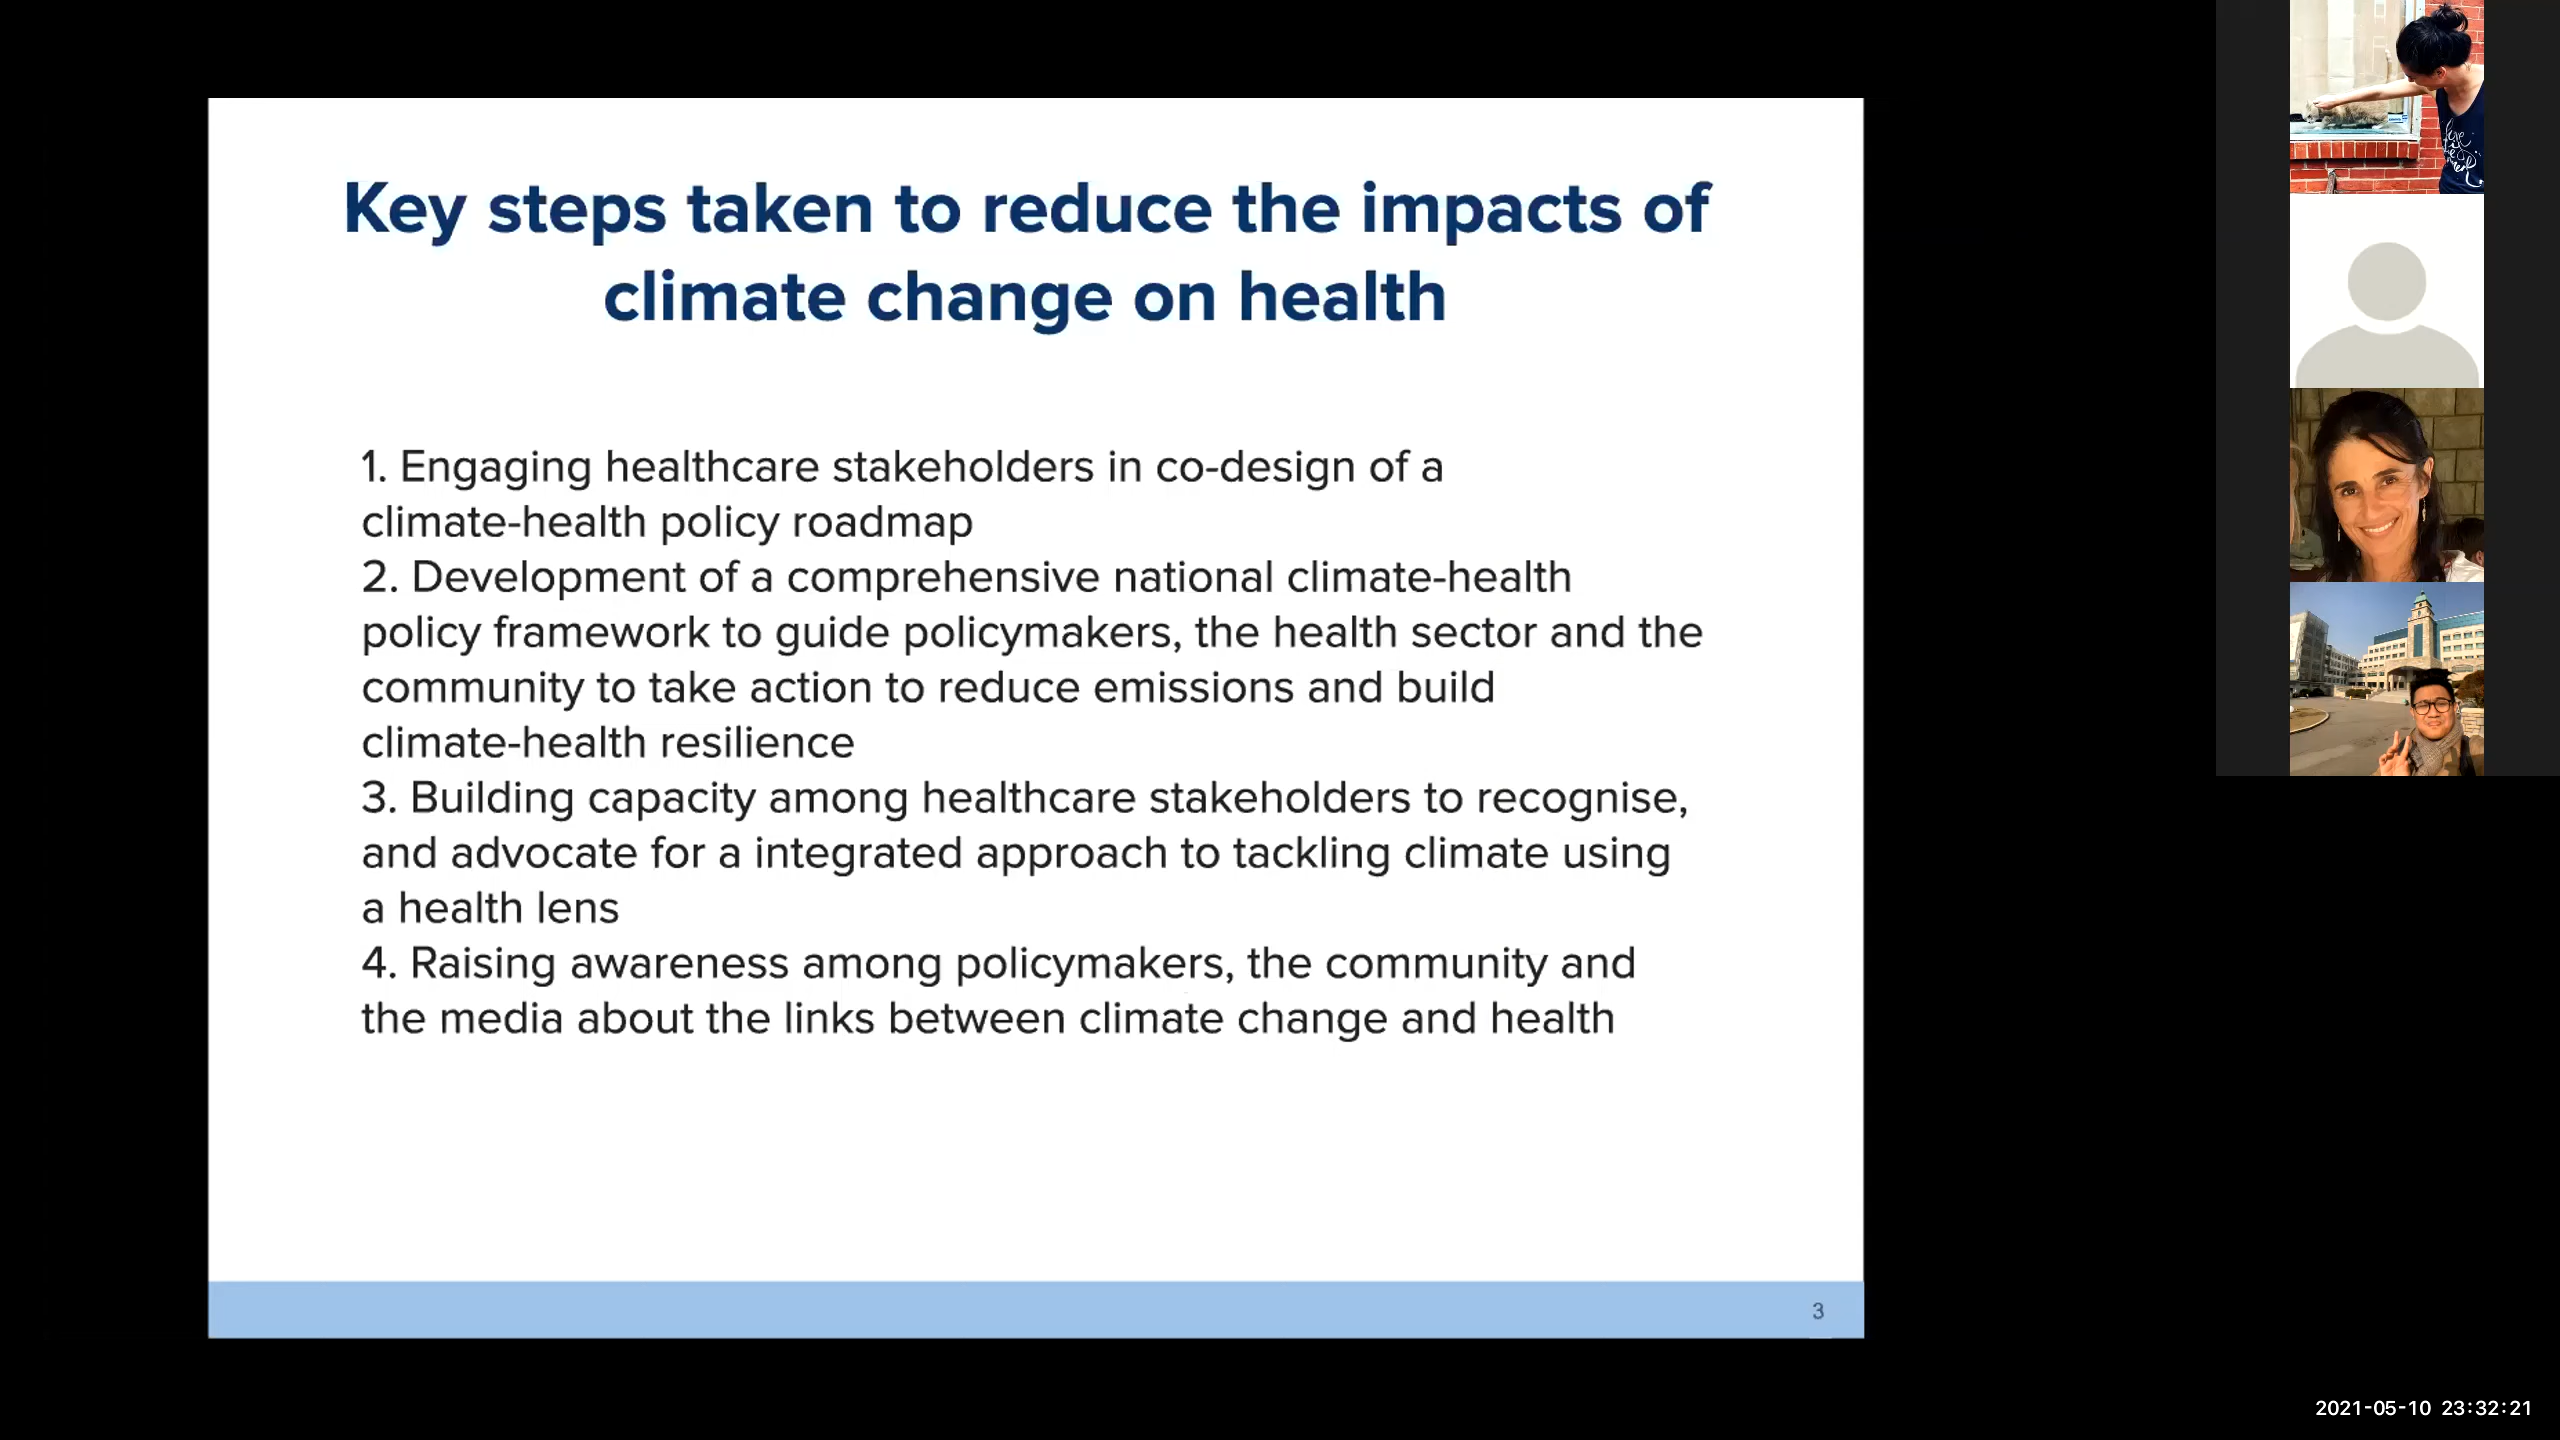 Key steps taken to reduce the impacts of
climate change on health
1. Engaging healthcare stakeholders in co-design of a
climate-health policy roadmap
2. Development of a comprehensive national climate-health
policy framework to guide policymakers, the health sector and the
community to take action to reduce emissions and build
climate-health resilience
3. Building capacity among healthcare stakeholders to recognise,
and advocate for a integrated approach to tackling climate using
a health lens
4. Raising awareness among policymakers, the community and
the media about the links between climate change and health
3
2021-05-10 23:32:21